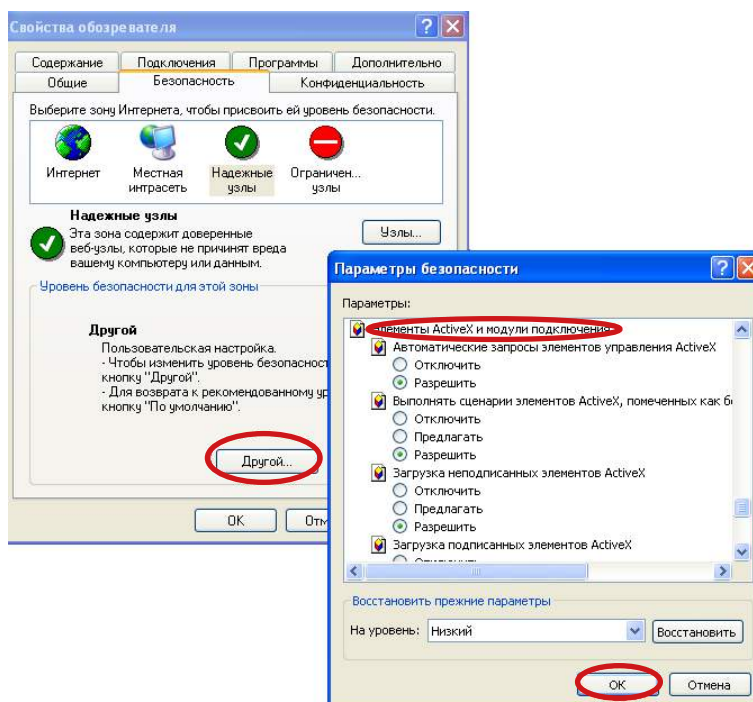 Свойства обозревателя
Содержание Подключения Программы Дополнительно
Общие Безопасность Конфиденциальность
Выберите зону Интернета, чтобы присвоить ей уровень безопасности.
Интернет
Местная интрасеть
Надежные узлы
Ограничен... узлы
Надежные узлы
Эта зона содержит доверенные
веб-узлы, которые не причинят вреда
вашему компьютеру или данным.
Узлы...
Уровень безопасности для этой зоны
Другой
Пользовательская настройка.
- Чтобы изменить уровень безопасност
кнопку "Другой".
- Для возврата к рекомендованному ур
кнопку "По умолчанию".
Другой...
OK Отм
Параметры безопасности
Параметры:
Элементы ActiveX и модули подключения
Автоматические запросы элементов управления ActiveX
Отключить
Разрешить
Выполнять сценарии элементов ActiveX, помеченных как бе
Отключить
Предлагать
Разрешить
Загрузка неподписанных элементов ActiveX
Отключить
Предлагать
Разрешить
Загрузка подписанных элементов ActiveX
Восстановить прежние параметры
На уровень: Низкий Восстановить
OK Отмена